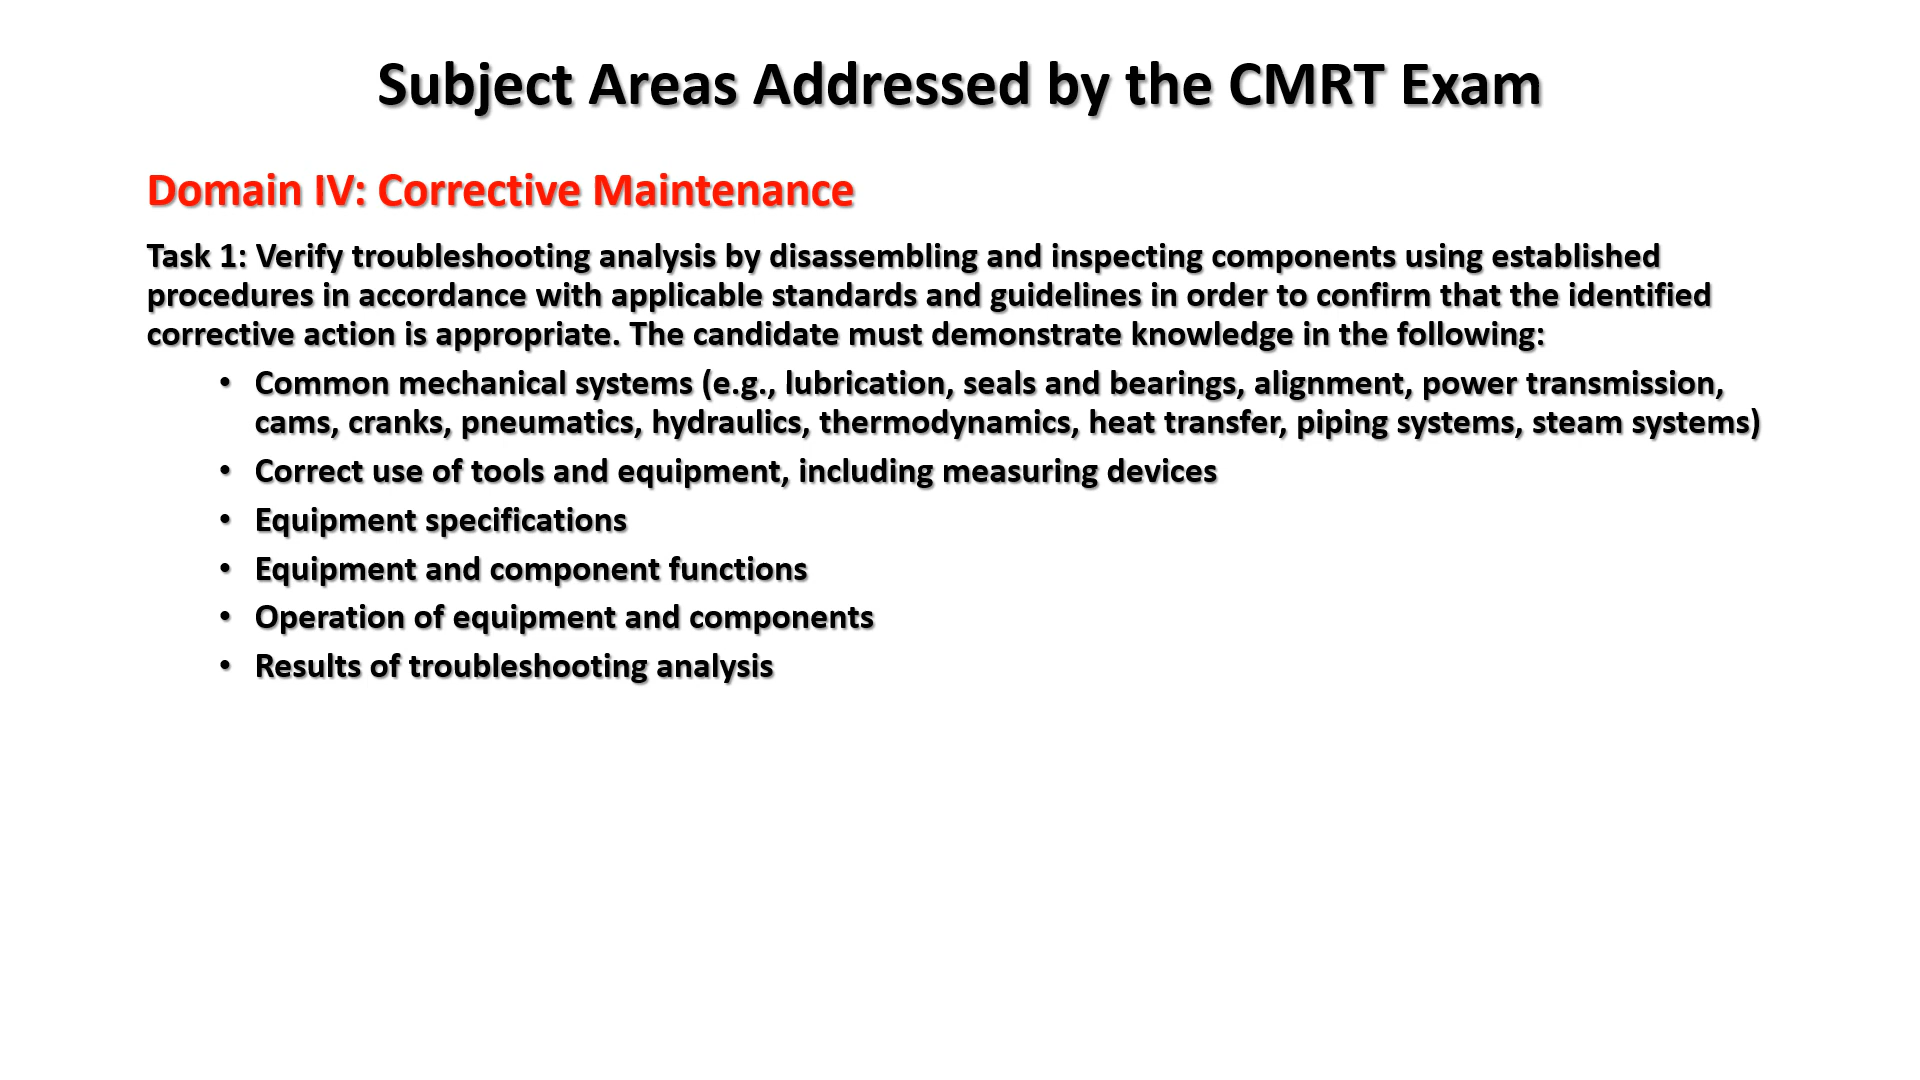 Subject Areas Addressed by the CMRT Exam
Domain IV: Corrective Maintenance
Task 1: Verify troubleshooting analysis by disassembling and inspecting components using established
procedures in accordance with applicable standards and guidelines in order to confirm that the identified
corrective action is appropriate. The candidate must demonstrate knowledge in the following:
• Common mechanical systems (e.g., lubrication, seals and bearings, alignment, power transmission,
cams, cranks, pneumatics, hydraulics, thermodynamics, heat transfer, piping systems, steam systems)
• Correct use of tools and equipment, including measuring devices
• Equipment specifications
• Equipment and component functions
• Operation of equipment and components
• Results of troubleshooting analysis